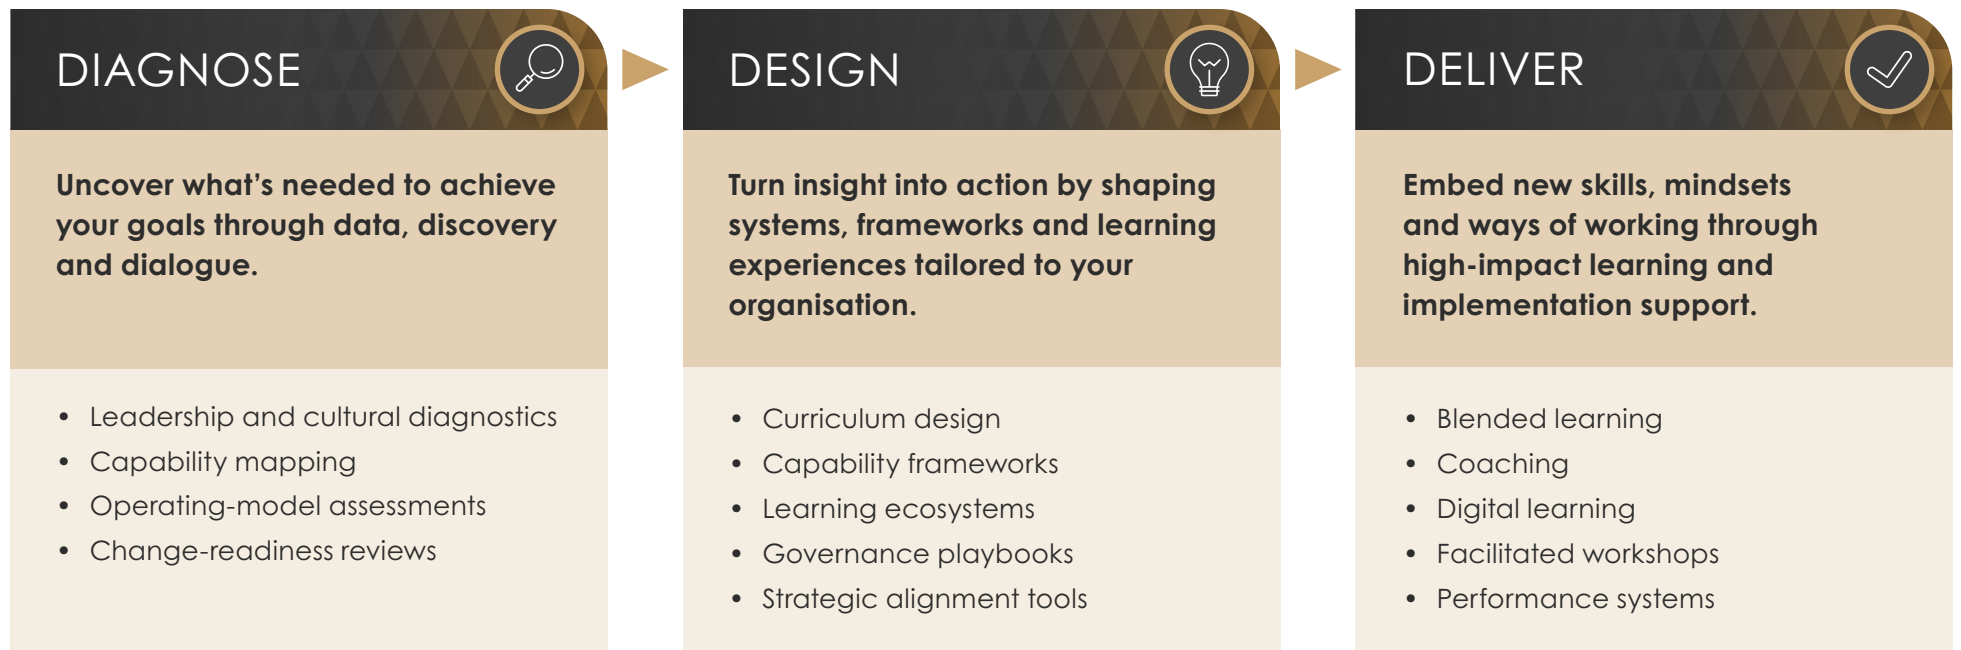 DIAGNOSE
Uncover what’s needed to achieve
your goals through data, discovery
and dialogue.
• Leadership and cultural diagnostics
• Capability mapping
• Operating-model assessments
• Change-readiness reviews
DESIGN
Turn insight into action by shaping
systems, frameworks and learning
experiences tailored to your
organisation.
• Curriculum design
• Capability frameworks
• Learning ecosystems
• Governance playbooks
• Strategic alignment tools
DELIVER
Embed new skills, mindsets
and ways of working through
high-impact learning and
implementation support.
• Blended learning
• Coaching
• Digital learning
• Facilitated workshops
• Performance systems